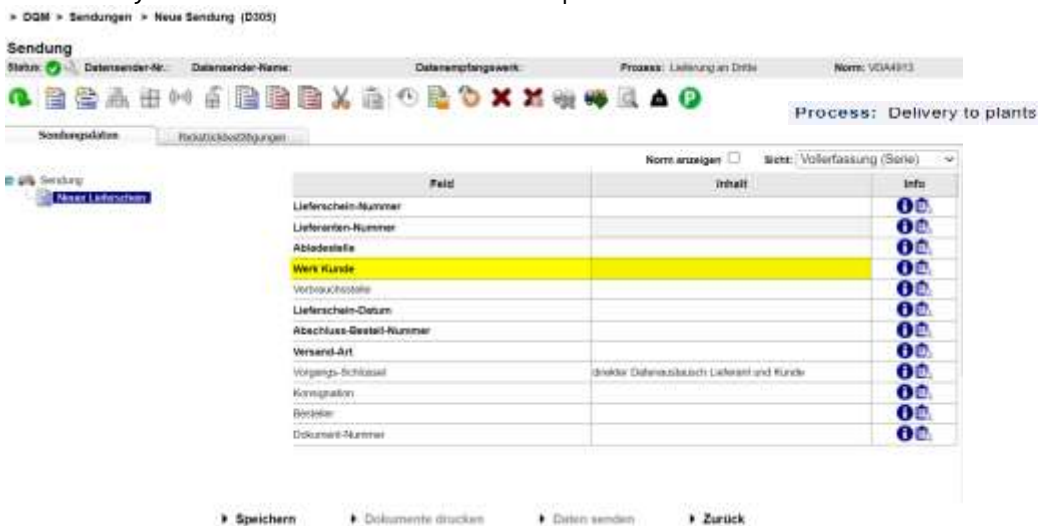 > DQM > Sendungen > Neue Sendung (D305)
Sendung
Status: Datensender-Nr.: Datensender-Name: Datenempfangswerk: Prozess: Lieferung an Dritte Norm: VDA4913
Process: Delivery to plants
Sendungsdaten Packstückbestätigungen
Norm anzeigen Sicht: Vollerfassung (Serie)
Sendung
Neuer Lieferschein
Feld Inhalt Info
Lieferschein-Nummer
Lieferanten-Nummer
Abladestelle
Werk Kunde
Verbrauchsstelle
Lieferschein-Datum
Abschluss-Bestell-Nummer
Versand-Art
Vorgangs-Schlüssel direkter Datenaustausch Lieferant und Kunde
Konsignation
Besteller
Dokument-Nummer
Speichern Dokumente drucken Daten senden Zurück